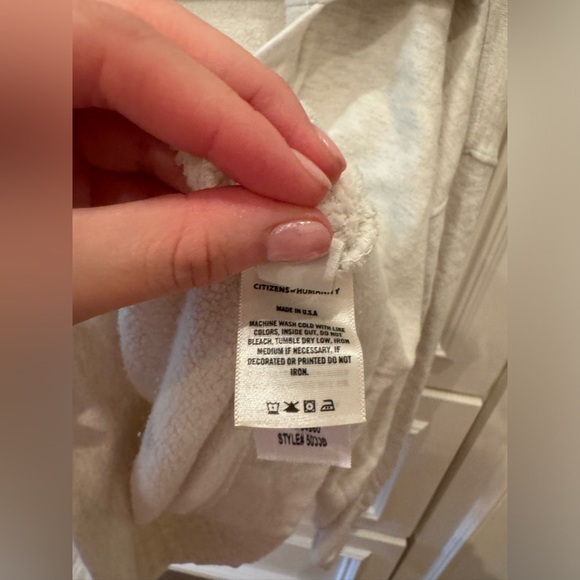 CITIZENS of HUMANITY
MADE IN U.S.A
MACHINE WASH COLD WITH LIKE
COLORS, INSIDE OUT, DO NOT
BLEACH, TUMBLE DRY LOW, IRON
MEDIUM IF NECESSARY, IF
DECORATED OR PRINTED DO NOT
IRON.
STYLE#